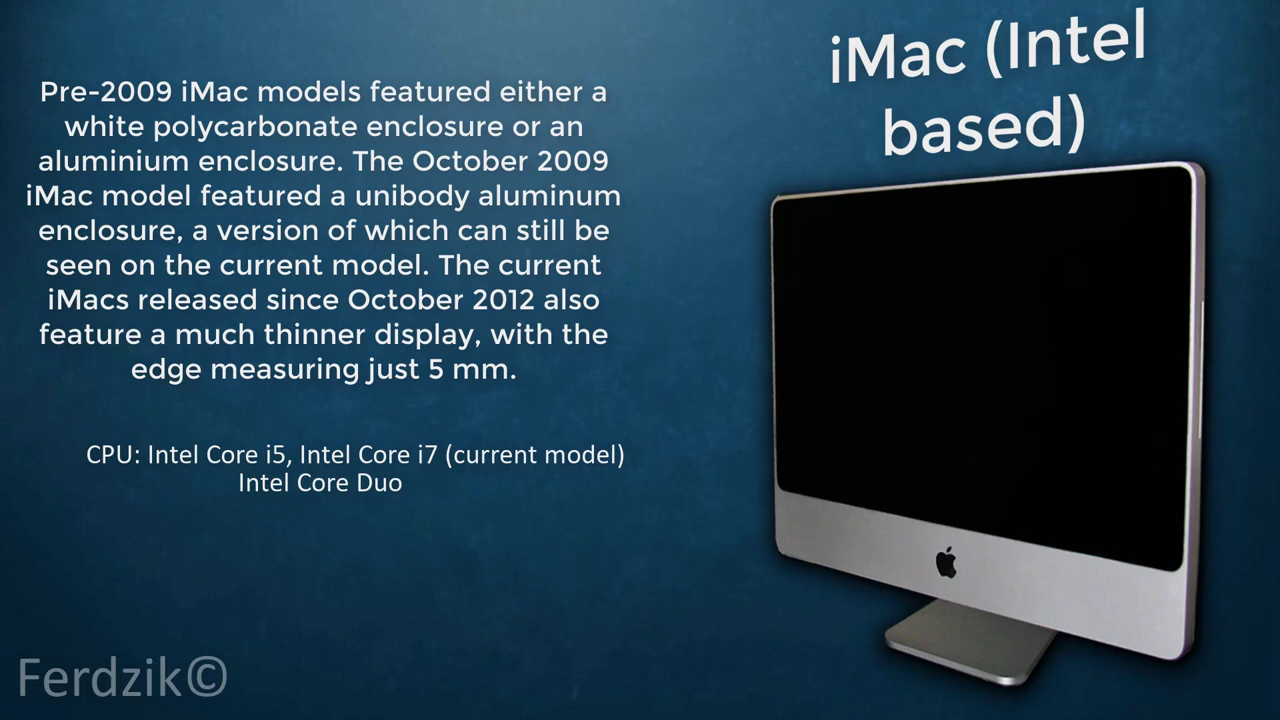 iMac (Intel
based)
Pre-2009 iMac models featured either a
white polycarbonate enclosure or an
aluminium enclosure. The October 2009
iMac model featured a unibody aluminum
enclosure, a version of which can still be
seen on the current model. The current
iMacs released since October 2012 also
feature a much thinner display, with the
edge measuring just 5 mm.
CPU: Intel Core i5, Intel Core i7 (current model)
Intel Core Duo
Ferdzik©